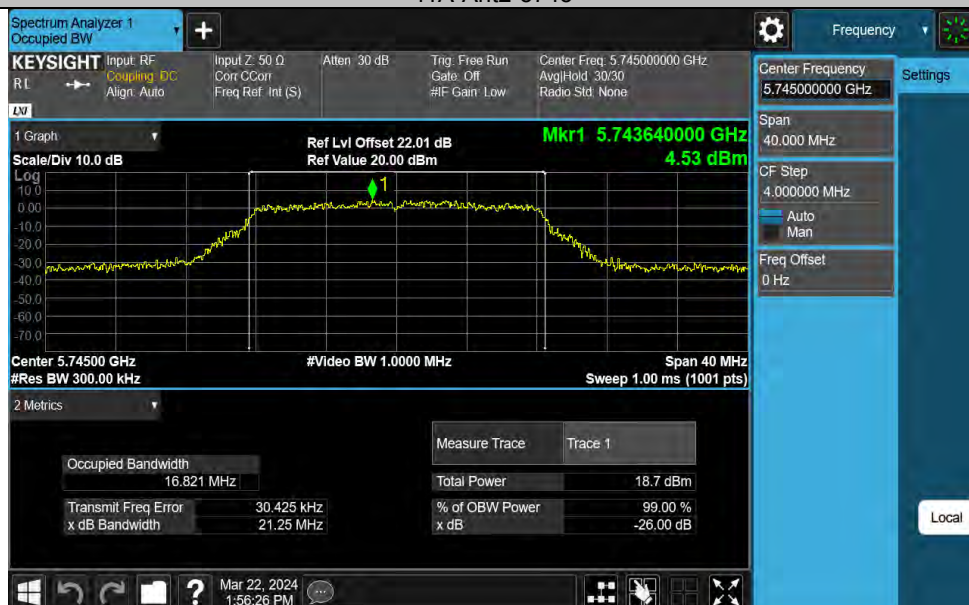 Spectrum Analyzer 1
Occupied BW
Frequency
KEYSIGHT
Input: RF
Coupling: DC
Align: Auto
Input Z: 50 Ω
Corr CCorr
Freq Ref: Int (S)
Atten: 30 dB
Trig: Free Run
Gate: Off
#IF Gain: Low
Center Freq: 5.745000000 GHz
Avg|Hold: 30/30
Radio Std: None
LXI
Center Frequency
5.745000000 GHz
Settings
Span
40.000 MHz
CF Step
4.000000 MHz
Auto
Man
Freq Offset
0 Hz
1 Graph
Scale/Div 10.0 dB
Ref Lvl Offset 22.01 dB
Ref Value 20.00 dBm
Mkr1 5.743640000 GHz
4.53 dBm
Log
10.0
0.00
-10.0
-20.0
-30.0
-40.0
-50.0
-60.0
-70.0
1
Center 5.74500 GHz
#Res BW 300.00 kHz
#Video BW 1.0000 MHz
Span 40 MHz
Sweep 1.00 ms (1001 pts)
2 Metrics
Measure Trace Trace 1
Occupied Bandwidth
16.821 MHz
Total Power 18.7 dBm
Transmit Freq Error 30.425 kHz
% of OBW Power 99.00 %
x dB Bandwidth 21.25 MHz
x dB -26.00 dB
Local
?
Mar 22, 2024
1:56:26 PM